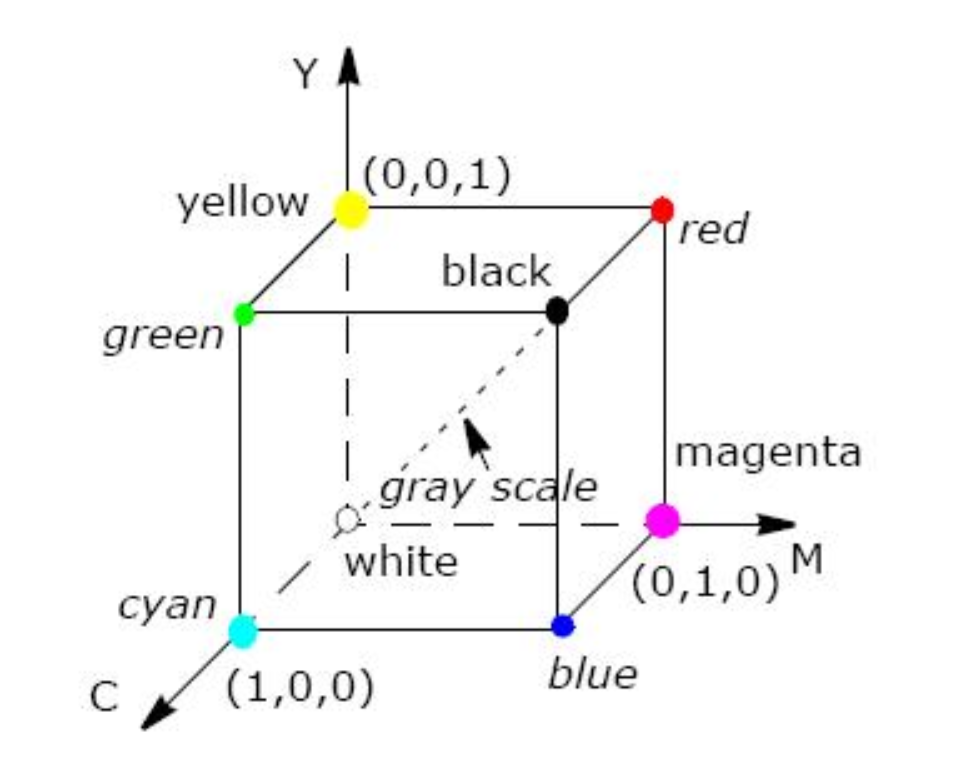 Y
(0,0,1)
yellow
red
black
green
magenta
gray scale
white
M
(0,1,0)
cyan
blue
C
(1,0,0)